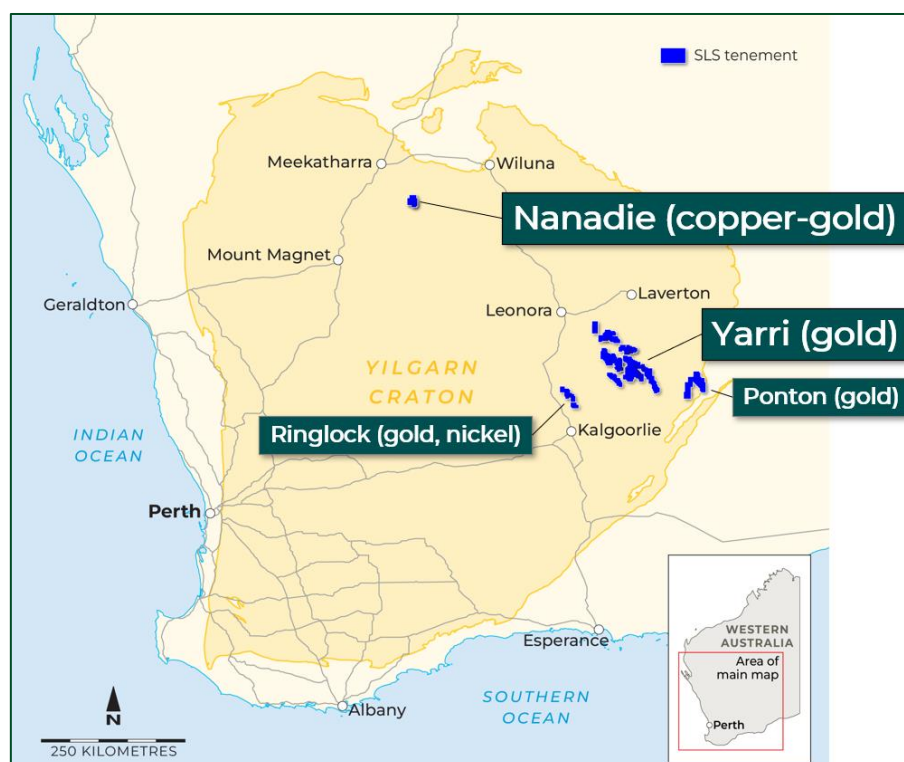 SLS tenement
Meekatharra
Wiluna
Nanadie (copper-gold)
Mount Magnet
Geraldton
Leonora
Laverton
Yarri (gold)
YILGARN
CRATON
Ponton (gold)
Ringlock (gold, nickel)
Kalgoorlie
INDIAN
OCEAN
Perth
Esperance
WESTERN
AUSTRALIA
Area of
main map
Perth
SOUTHERN
OCEAN
Albany
N
250 KILOMETRES